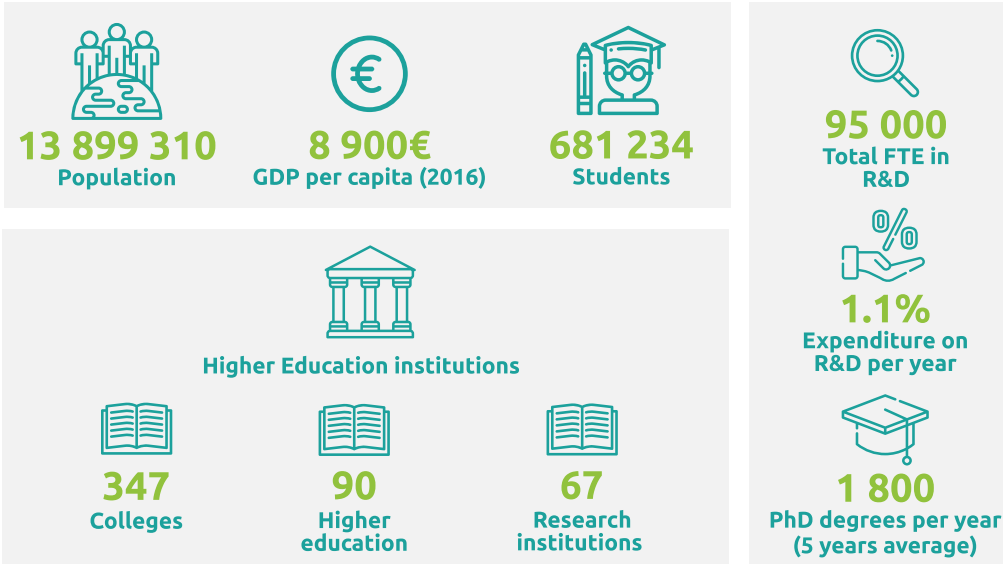 €
13 899 310
Population
8 900€
GDP per capita (2016)
681 234
Students
Higher Education institutions
347
Colleges
90
Higher
education
67
Research
institutions
95 000
Total FTE in
R&D
%
1.1%
Expenditure on
R&D per year
1 800
PhD degrees per year
(5 years average)